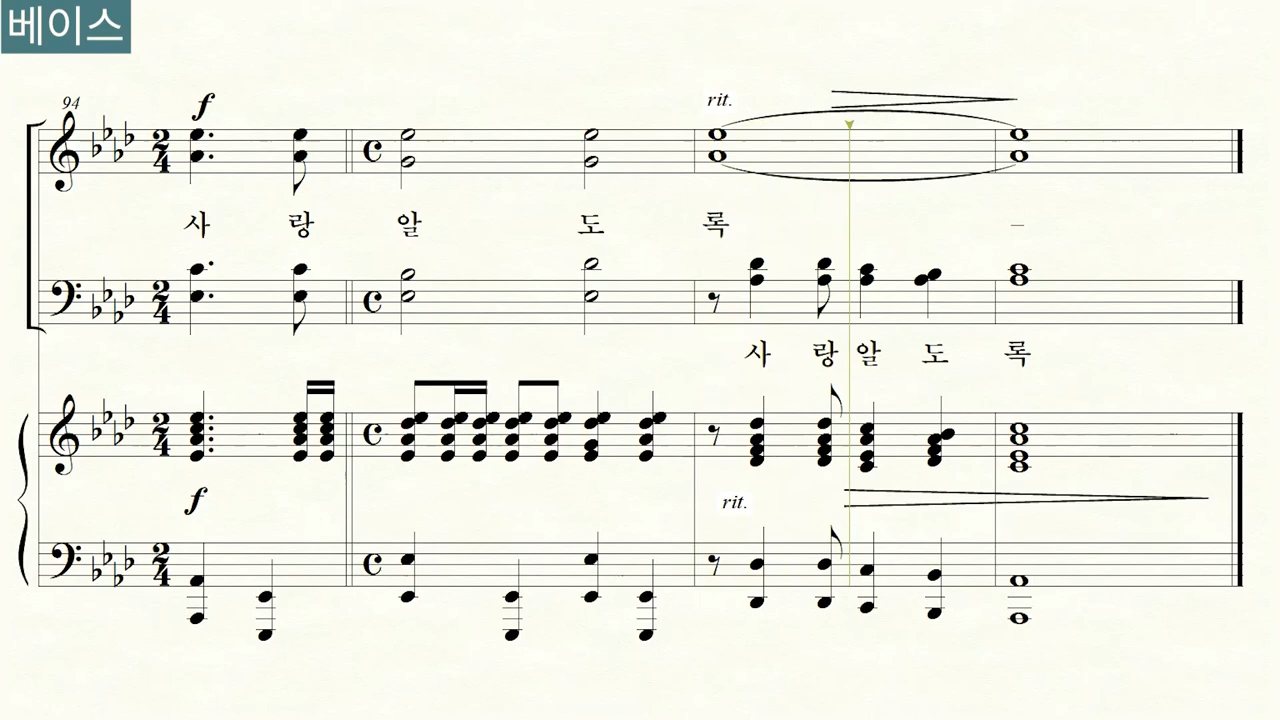 베이스
94
f
rit.
사 랑 알 도 록
사 랑 알 도 록
f
rit.